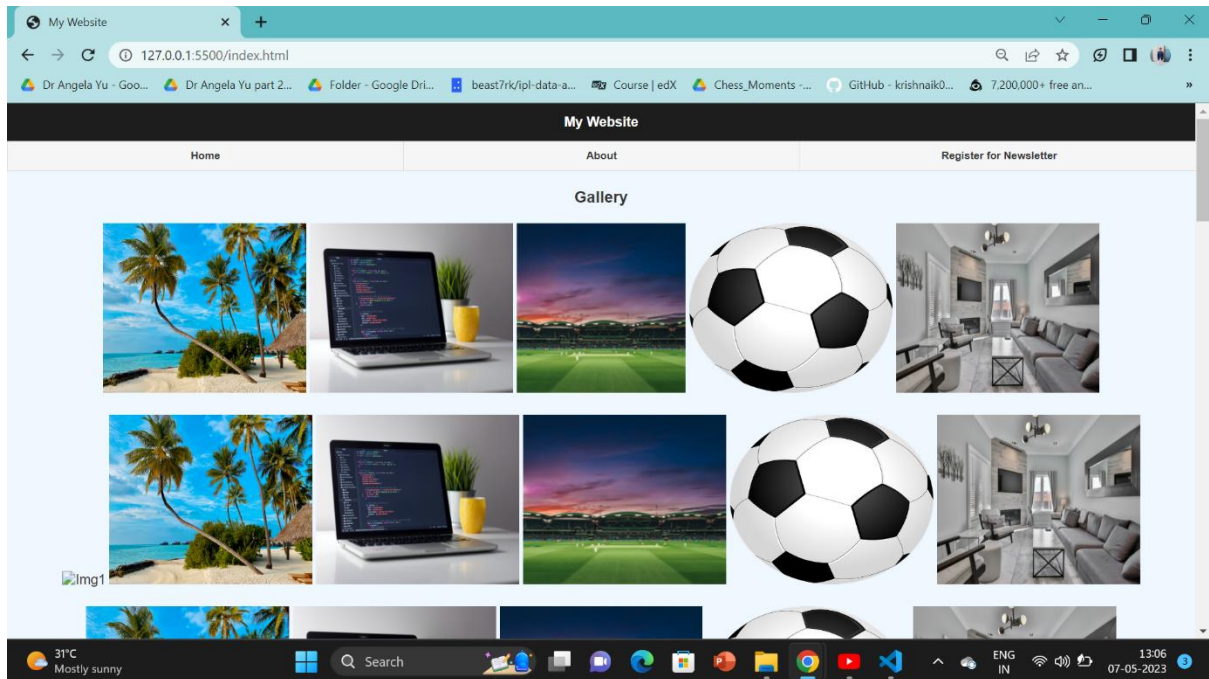 My Website
127.0.0.1:5500/index.html
Dr Angela Yu - Goo...
Dr Angela Yu part 2...
Folder - Google Dri...
beast7rk/ipl-data-a...
edX Course | edX
Chess_Moments -...
GitHub - krishnaik0...
7,200,000+ free an...
»
My Website
Home
About
Register for Newsletter
Gallery
Img1
31°C
Mostly sunny
Search
ENG
IN
13:06
07-05-2023
3